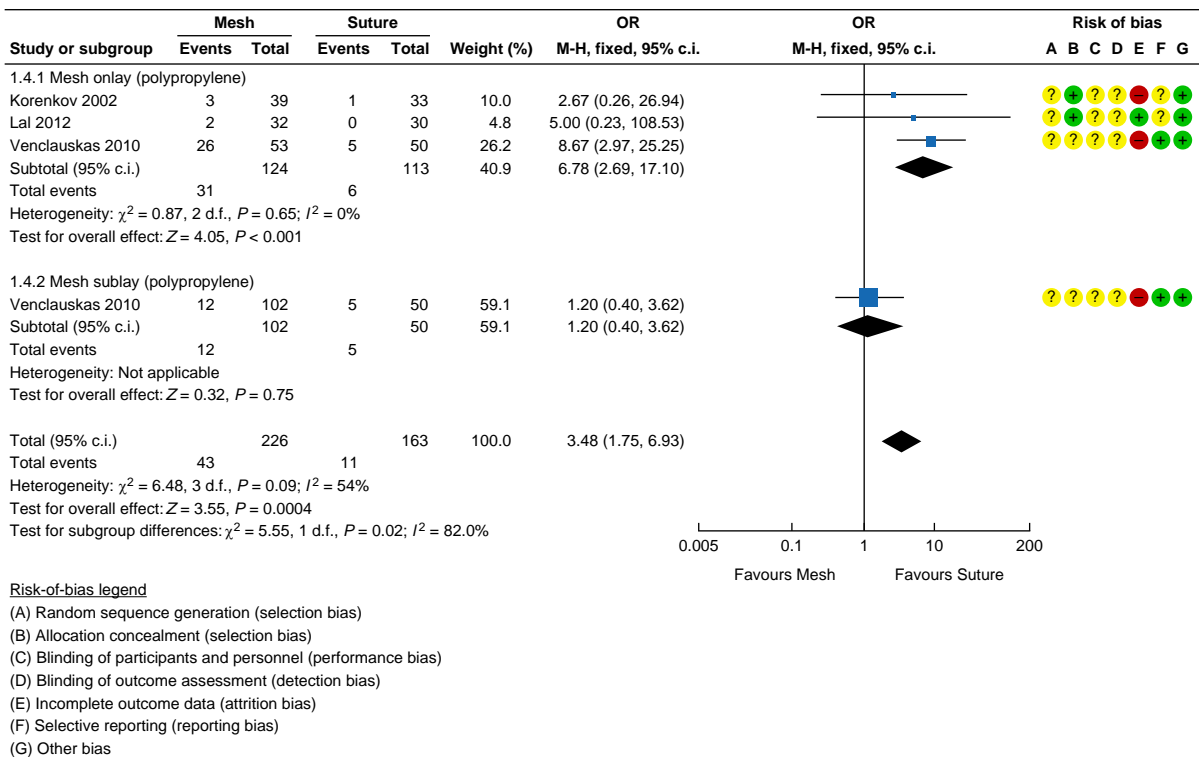 Mesh Suture OR OR Risk of bias
Study or subgroup Events Total Events Total Weight (%) M-H, fixed, 95% c.i. M-H, fixed, 95% c.i. A B C D E F G
1.4.1 Mesh onlay (polypropylene)
Korenkov 2002 3 39 1 33 10.0 2.67 (0.26, 26.94) ? + ? ? − ? +
Lal 2012 2 32 0 30 4.8 5.00 (0.23, 108.53) ? + ? ? + ? +
Venclauskas 2010 26 53 5 50 26.2 8.67 (2.97, 25.25) ? ? ? ? − + +
Subtotal (95% c.i.) 124 113 40.9 6.78 (2.69, 17.10)
Total events 31 6
Heterogeneity: χ² = 0.87, 2 d.f., P = 0.65; I² = 0%
Test for overall effect: Z = 4.05, P < 0.001
1.4.2 Mesh sublay (polypropylene)
Venclauskas 2010 12 102 5 50 59.1 1.20 (0.40, 3.62) ? ? ? ? − + +
Subtotal (95% c.i.) 102 50 59.1 1.20 (0.40, 3.62)
Total events 12 5
Heterogeneity: Not applicable
Test for overall effect: Z = 0.32, P = 0.75
Total (95% c.i.) 226 163 100.0 3.48 (1.75, 6.93)
Total events 43 11
Heterogeneity: χ² = 6.48, 3 d.f., P = 0.09; I² = 54%
Test for overall effect: Z = 3.55, P = 0.0004
Test for subgroup differences: χ² = 5.55, 1 d.f., P = 0.02; I² = 82.0%
0.005 0.1 1 10 200
Favours Mesh Favours Suture
Risk-of-bias legend
(A) Random sequence generation (selection bias)
(B) Allocation concealment (selection bias)
(C) Blinding of participants and personnel (performance bias)
(D) Blinding of outcome assessment (detection bias)
(E) Incomplete outcome data (attrition bias)
(F) Selective reporting (reporting bias)
(G) Other bias